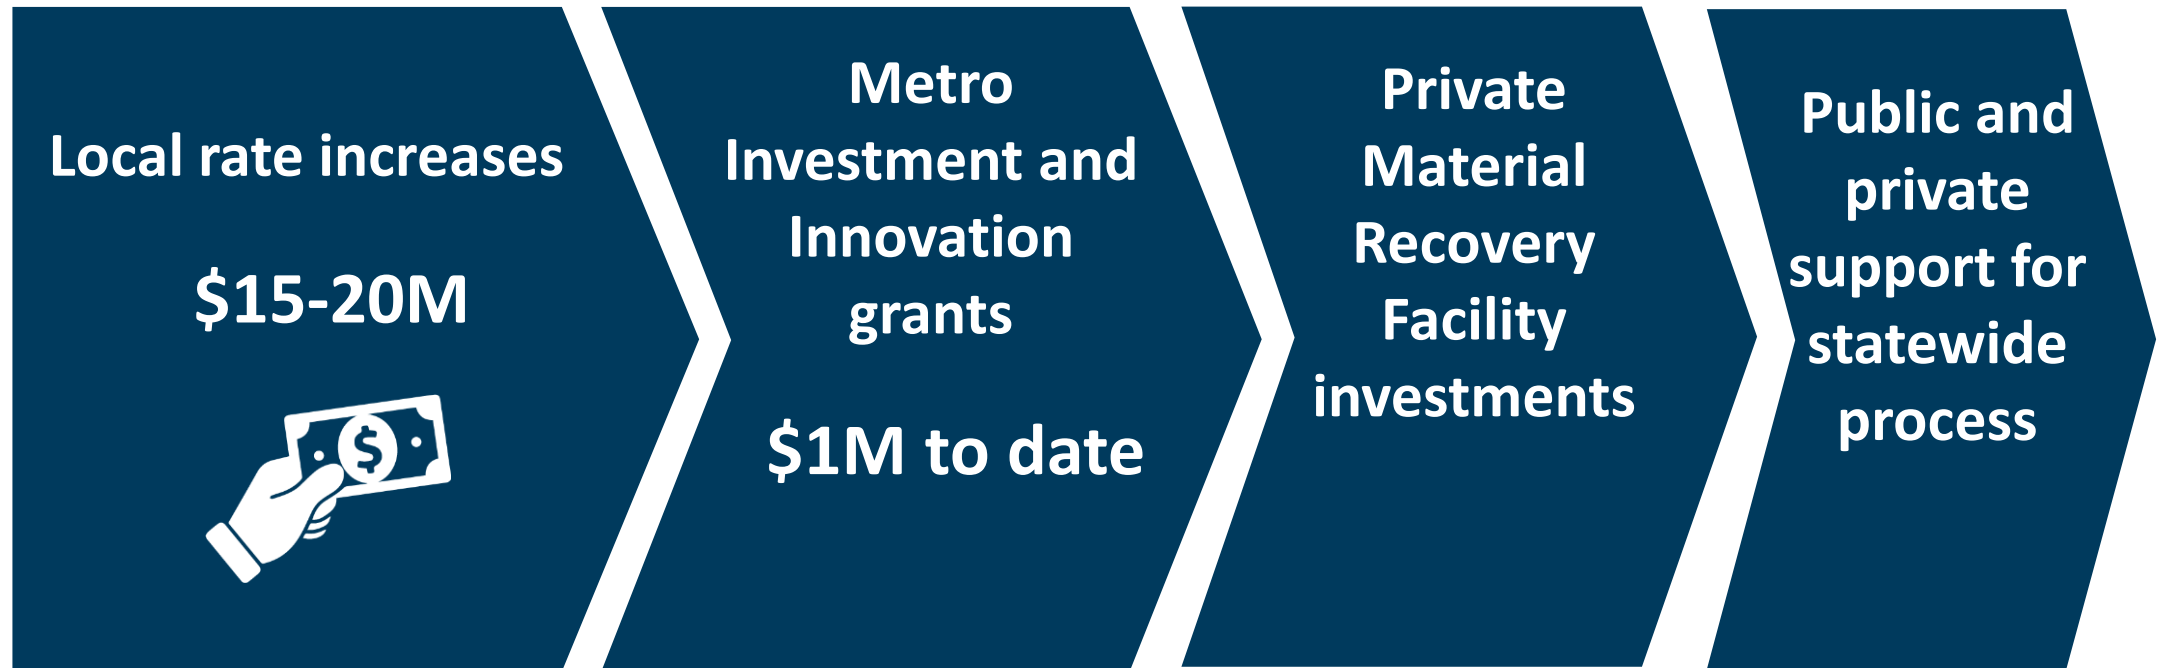 Local rate increases
$15-20M
$
Metro
Investment and
Innovation
grants
$1M to date
Private
Material
Recovery
Facility
investments
Public and
private
support for
statewide
process